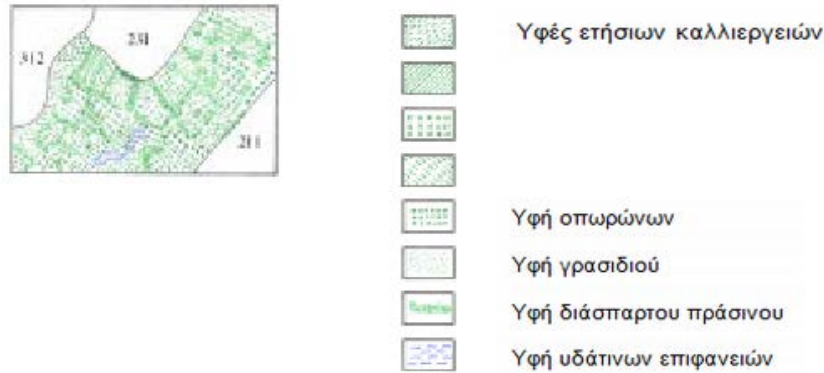 Υφές ετήσιων καλλιεργειών
312
231
211
Υφή οπωρώνων
Υφή γρασιδιού
Υφή διάσπαρτου πράσινου
Υφή υδάτινων επιφανειών